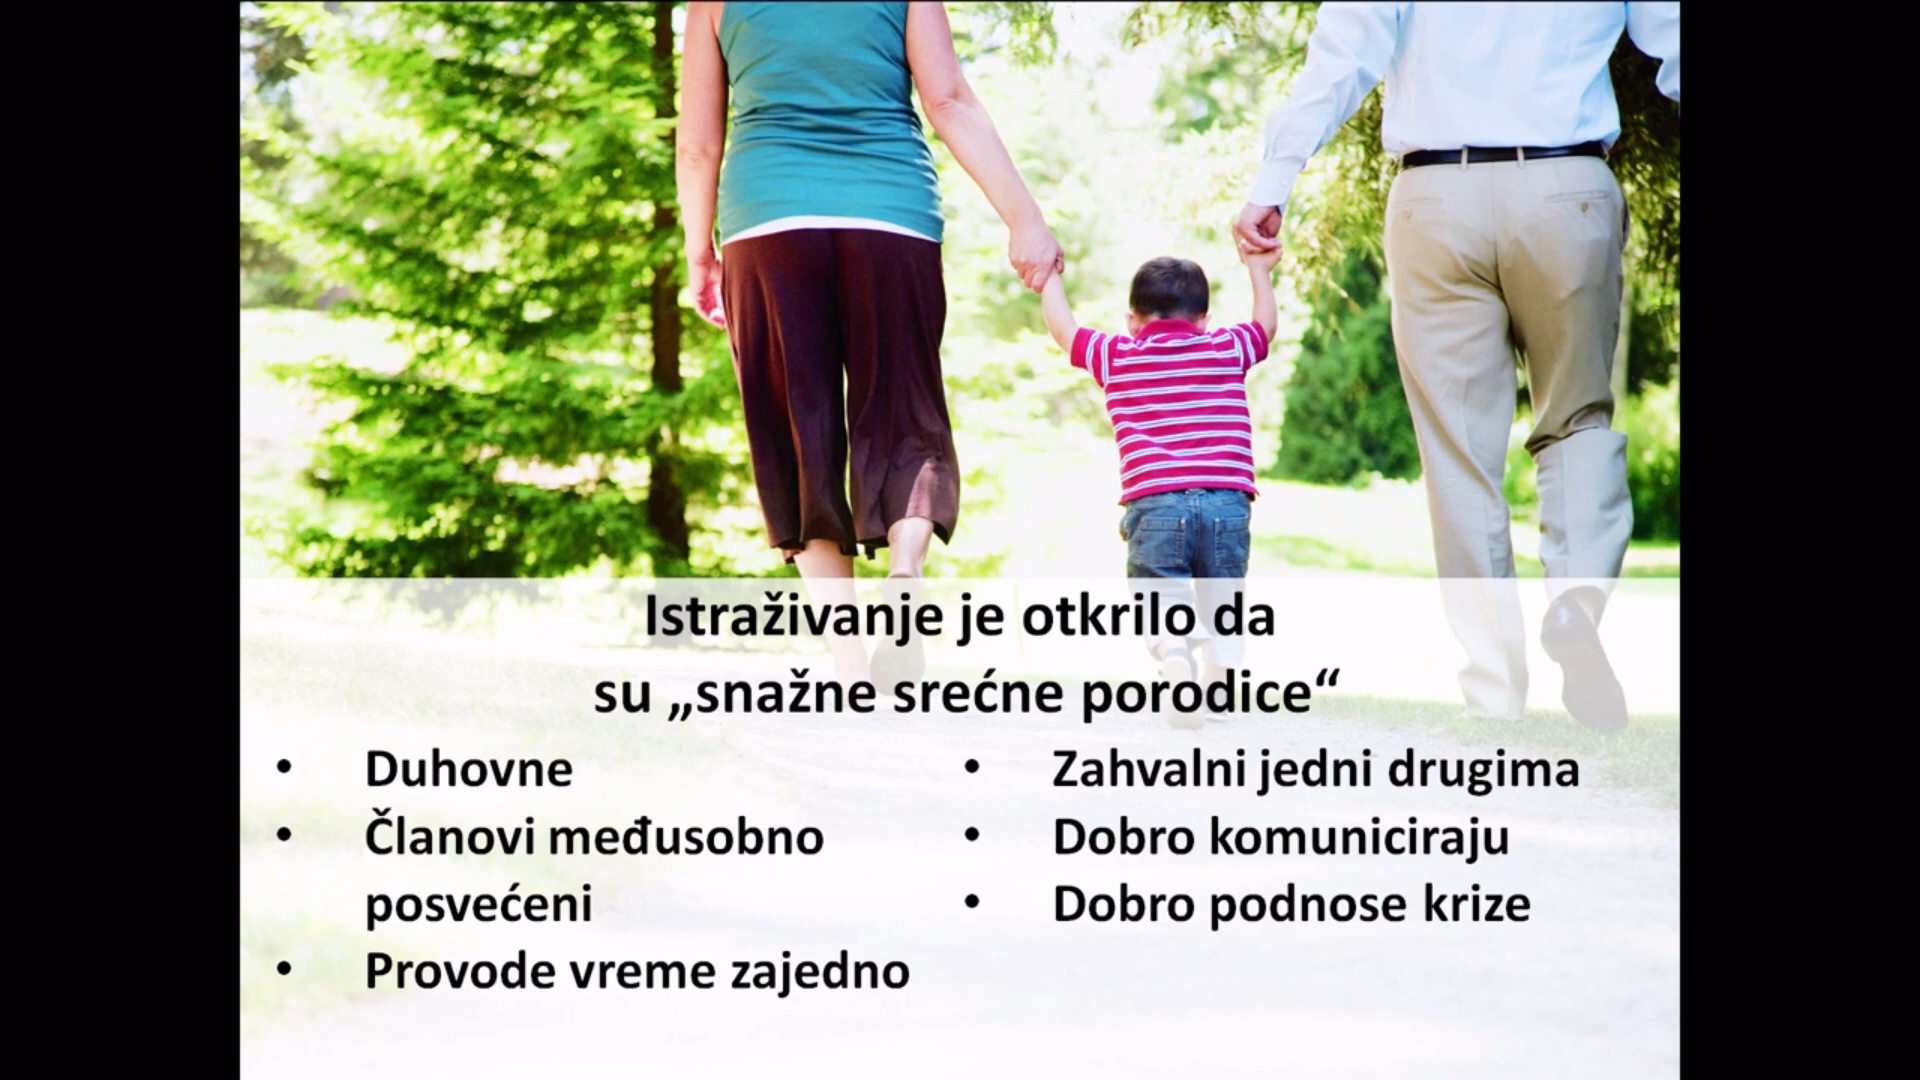 Istraživanje je otkrilo da
su „snažne srećne porodice“
• Duhovne
• Članovi međusobno
posvećeni
• Provode vreme zajedno
• Zahvalni jedni drugima
• Dobro komuniciraju
• Dobro podnose krize